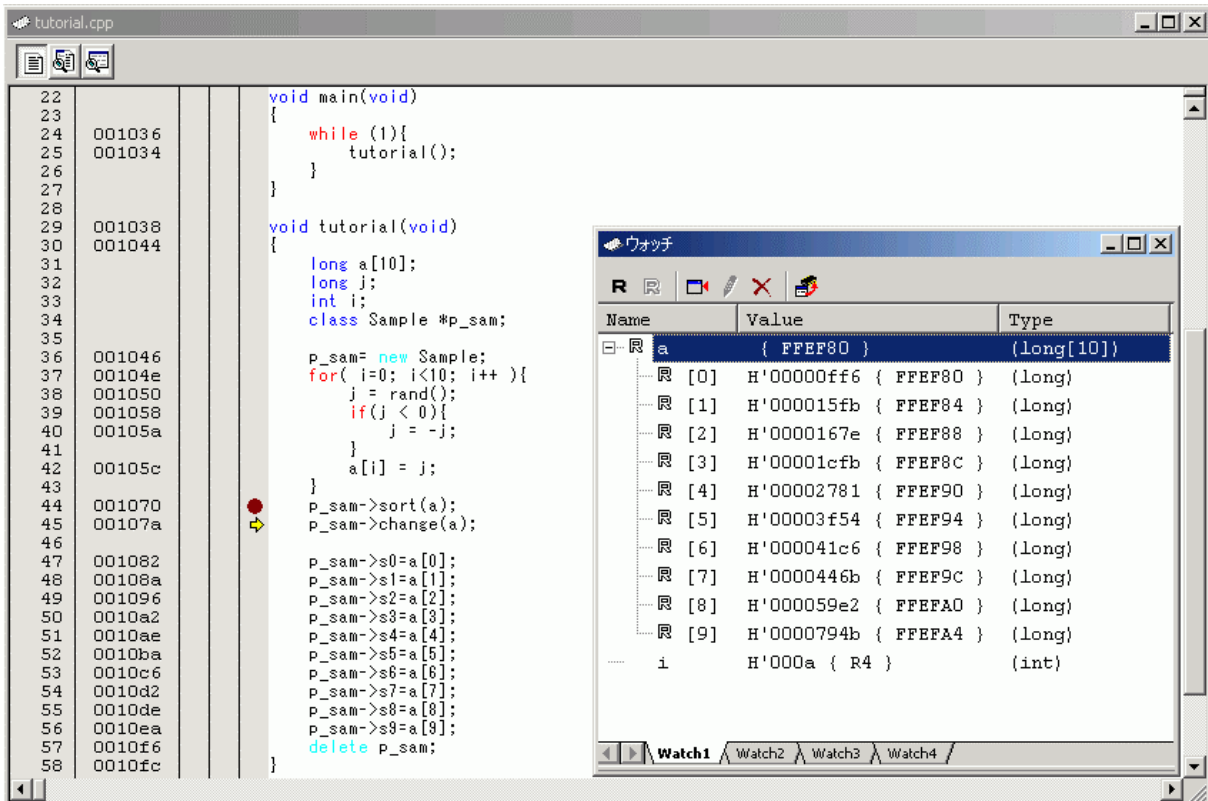 tutorial.cpp
22 void main(void)
23 {
24 001036 while (1){
25 001034 tutorial();
26 }
27 }
28
29 001038 void tutorial(void)
30 001044 {
31 long a[10];
32 long j;
33 int i;
34 class Sample *p_sam;
35
36 001046 p_sam= new Sample;
37 00104e for( i=0; i<10; i++ ){
38 001050 j = rand();
39 001058 if(j < 0){
40 00105a j = -j;
41 }
42 00105c a[i] = j;
43 }
44 001070 p_sam->sort(a);
45 00107a p_sam->change(a);
46
47 001082 p_sam->s0=a[0];
48 00108a p_sam->s1=a[1];
49 001096 p_sam->s2=a[2];
50 0010a2 p_sam->s3=a[3];
51 0010ae p_sam->s4=a[4];
52 0010ba p_sam->s5=a[5];
53 0010c6 p_sam->s6=a[6];
54 0010d2 p_sam->s7=a[7];
55 0010de p_sam->s8=a[8];
56 0010ea p_sam->s9=a[9];
57 0010f6 delete p_sam;
58 0010fc }
ウォッチ
R R
Name Value Type
R a { FFEF80 } (long[10])
R [0] H'00000ff6 { FFEF80 } (long)
R [1] H'000015fb { FFEF84 } (long)
R [2] H'0000167e { FFEF88 } (long)
R [3] H'00001cfb { FFEF8C } (long)
R [4] H'00002781 { FFEF90 } (long)
R [5] H'00003f54 { FFEF94 } (long)
R [6] H'000041c6 { FFEF98 } (long)
R [7] H'0000446b { FFEF9C } (long)
R [8] H'000059e2 { FFEFA0 } (long)
R [9] H'0000794b { FFEFA4 } (long)
i H'000a { R4 } (int)
Watch1 Watch2 Watch3 Watch4